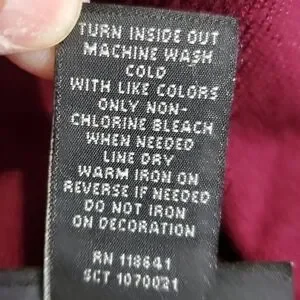 TURN INSIDE OUT
MACHINE WASH
COLD
WITH LIKE COLORS
ONLY NON-
CHLORINE BLEACH
WHEN NEEDED
LINE DRY
WARM IRON ON
REVERSE IF NEEDED
DO NOT IRON
ON DECORATION
RN 118641
SCT 1070021